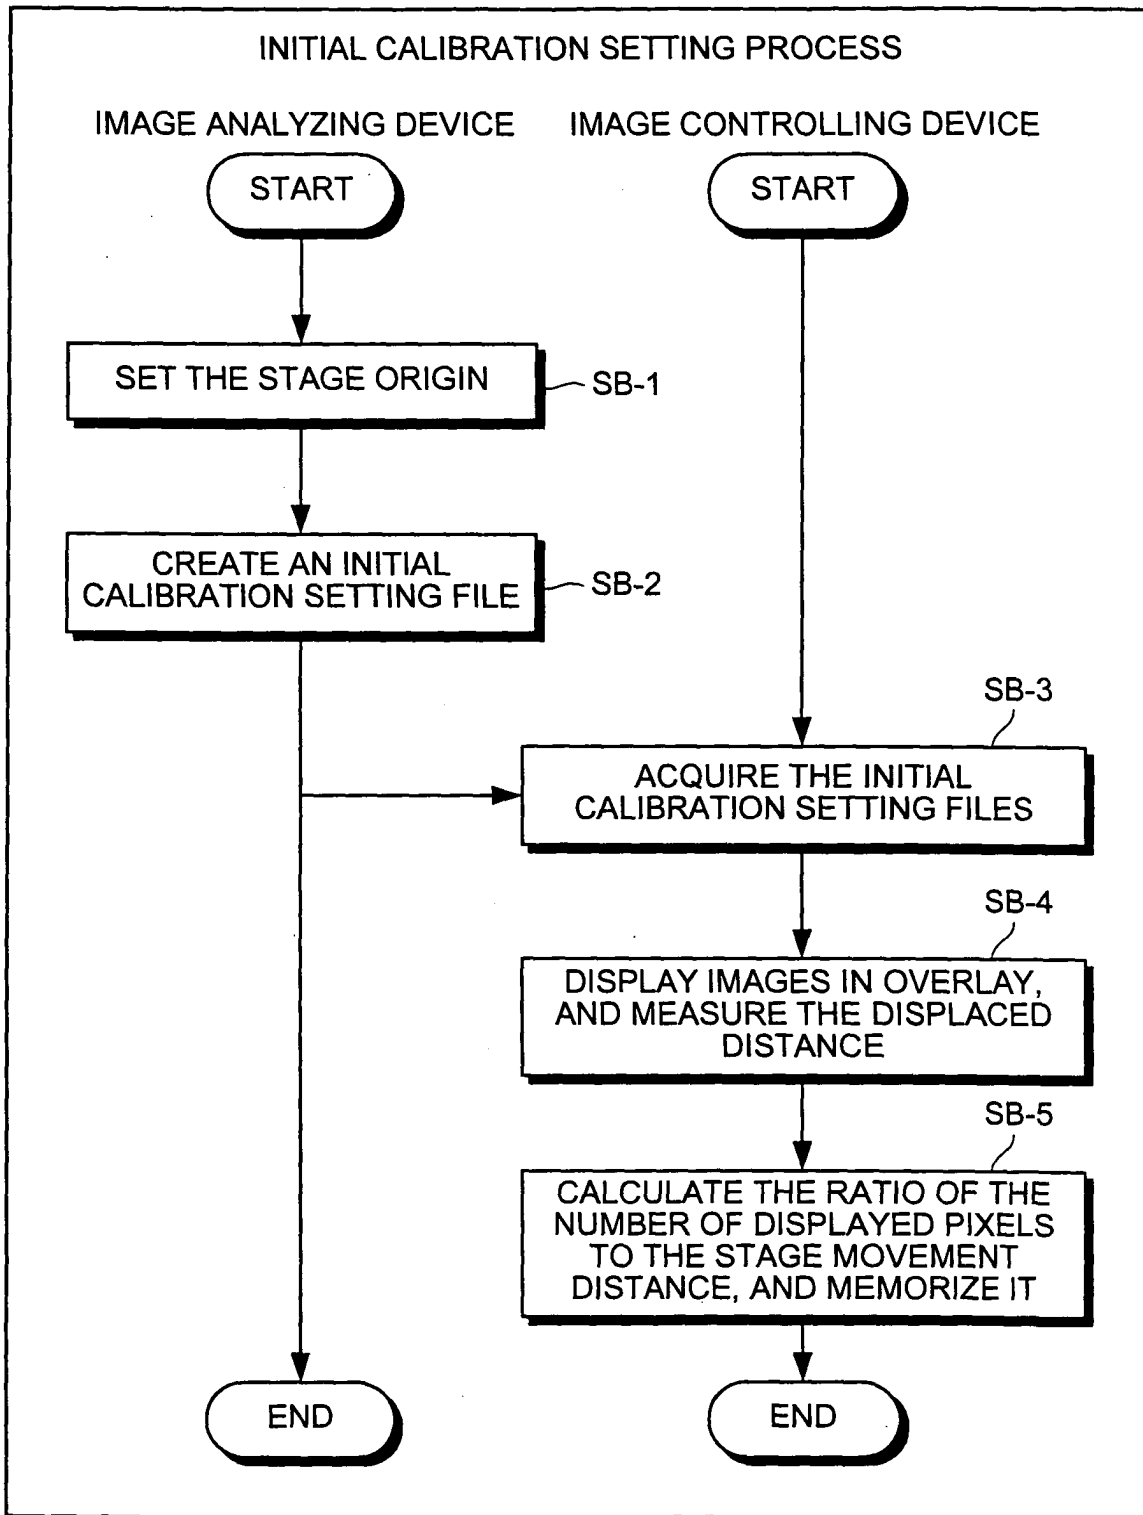 INITIAL CALIBRATION SETTING PROCESS
IMAGE ANALYZING DEVICE
IMAGE CONTROLLING DEVICE
START
START
SET THE STAGE ORIGIN
SB-1
CREATE AN INITIAL
CALIBRATION SETTING FILE
SB-2
SB-3
ACQUIRE THE INITIAL
CALIBRATION SETTING FILES
SB-4
DISPLAY IMAGES IN OVERLAY,
AND MEASURE THE DISPLACED
DISTANCE
SB-5
CALCULATE THE RATIO OF THE
NUMBER OF DISPLAYED PIXELS
TO THE STAGE MOVEMENT
DISTANCE, AND MEMORIZE IT
END
END